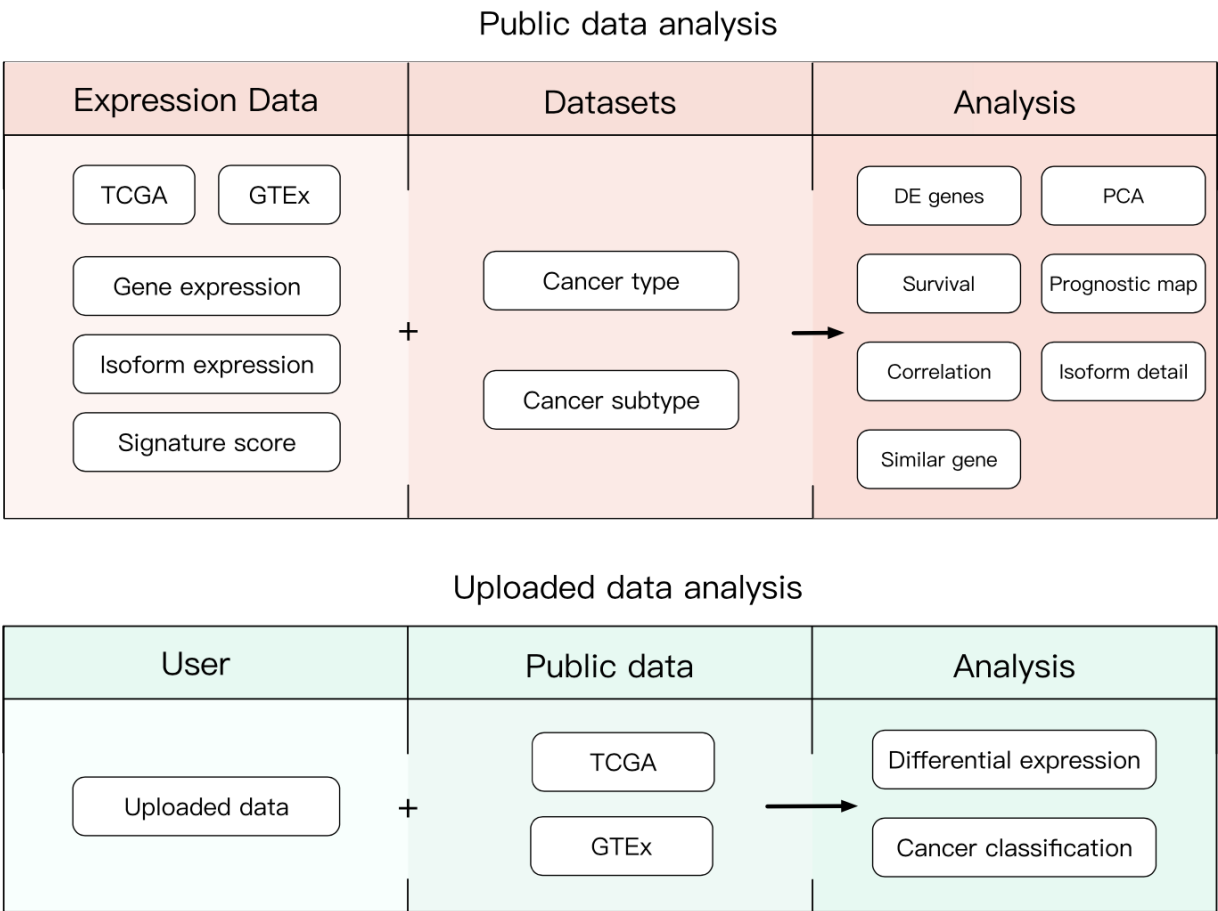 Public data analysis
Expression Data
Datasets
Analysis
TCGA
GTEx
Gene expression
Isoform expression
Signature score
+
Cancer type
Cancer subtype
DE genes
PCA
Survival
Prognostic map
Correlation
Isoform detail
Similar gene
Uploaded data analysis
User
Public data
Analysis
Uploaded data
+
TCGA
GTEx
Differential expression
Cancer classification